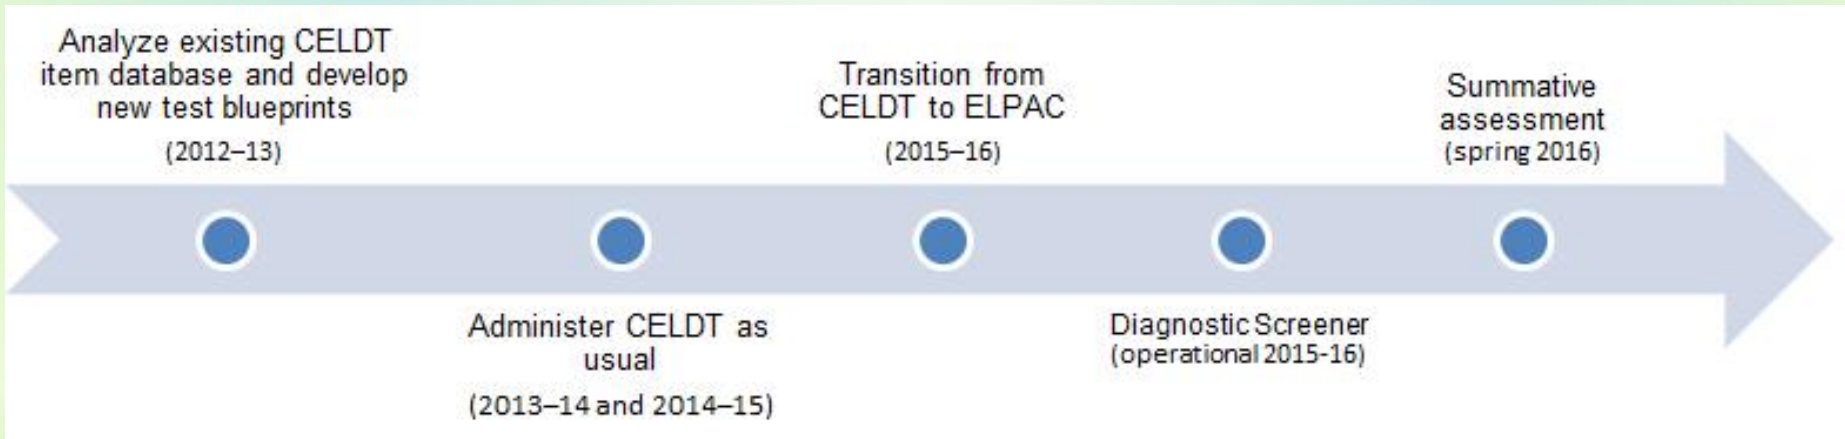 Analyze existing CELDT
item database and develop
new test blueprints
(2012–13)
Administer CELDT as
usual
(2013–14 and 2014–15)
Transition from
CELDT to ELPAC
(2015–16)
Diagnostic Screener
(operational 2015-16)
Summative
assessment
(spring 2016)